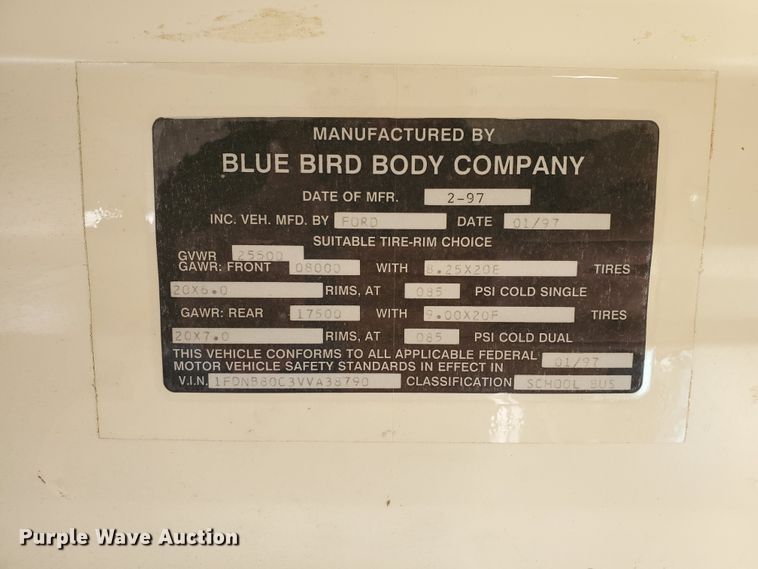 MANUFACTURED BY
BLUE BIRD BODY COMPANY
DATE OF MFR. 2-97
INC. VEH. MFD. BY FORD DATE 01/97
SUITABLE TIRE-RIM CHOICE
GVWR 25500
GAWR: FRONT 08000 WITH 8.25X20E TIRES
20X6.0 RIMS, AT 085 PSI COLD SINGLE
GAWR: REAR 17500 WITH 9.00X20F TIRES
20X7.0 RIMS, AT 085 PSI COLD DUAL
THIS VEHICLE CONFORMS TO ALL APPLICABLE FEDERAL
MOTOR VEHICLE SAFETY STANDARDS IN EFFECT IN 01/97
V.I.N. 1FDNB80C3VVA38790 CLASSIFICATION SCHOOL BUS
Purple Wave Auction